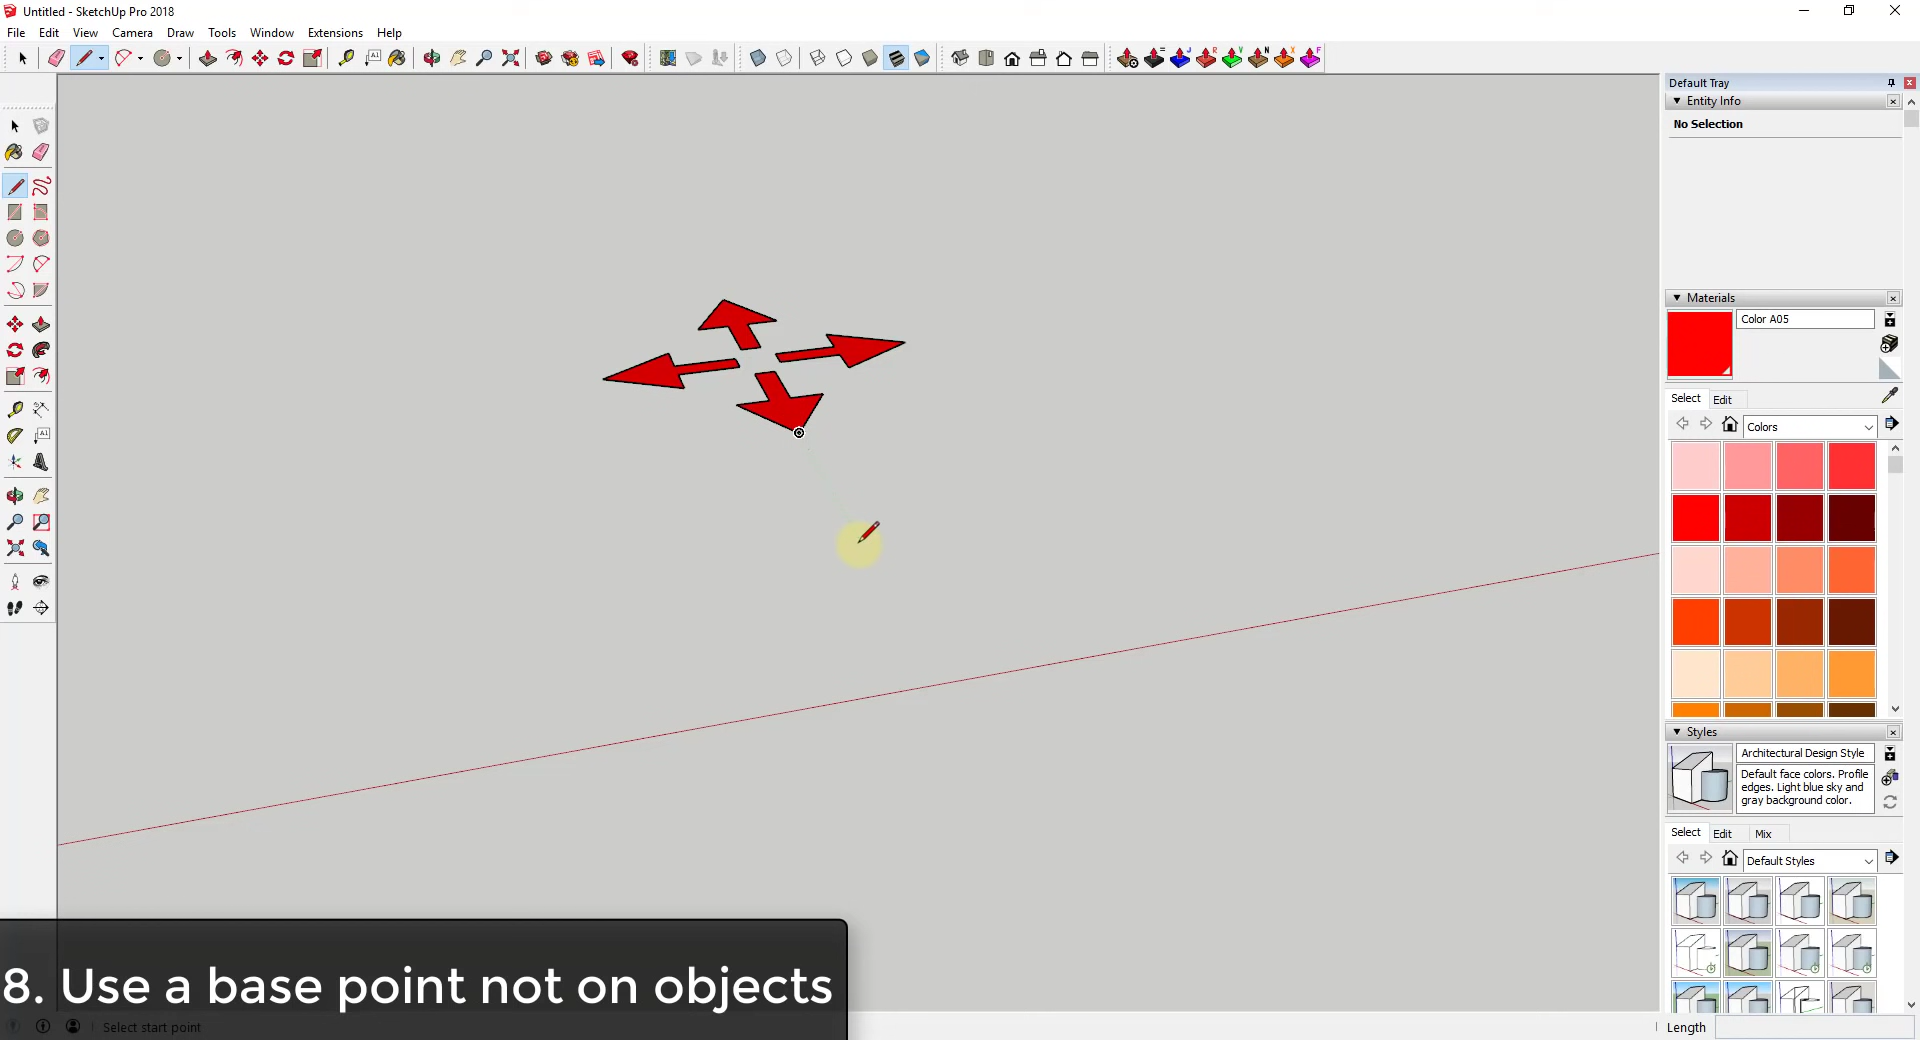 Untitled - SketchUp Pro 2018
File Edit View Camera Draw Tools Window Extensions Help
Default Tray
Entity Info
No Selection
Materials
Color A05
Select Edit
Colors
Styles
Architectural Design Style
Default face colors. Profile
edges. Light blue sky and
gray background color.
Select Edit Mix
Default Styles
8. Use a base point not on objects
Select start point
Length